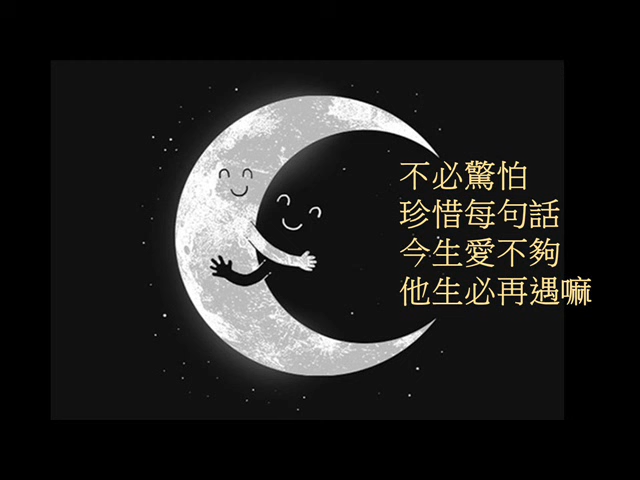 不必驚怕
珍惜每句話
今生愛不夠
他生必再遇嘛